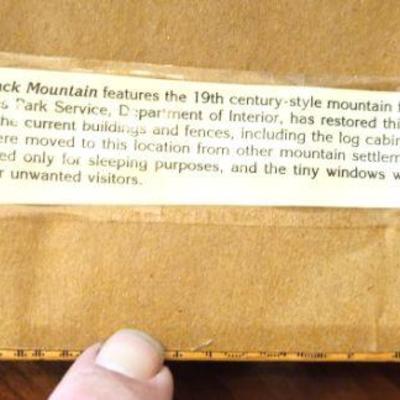 ck Mountain features the 19th century-style mountain
s Park Service, Department of Interior, has restored thi
the current buildings and fences, including the log cabin
ere moved to this location from other mountain settlem
ed only for sleeping purposes, and the tiny windows w
r unwanted visitors.